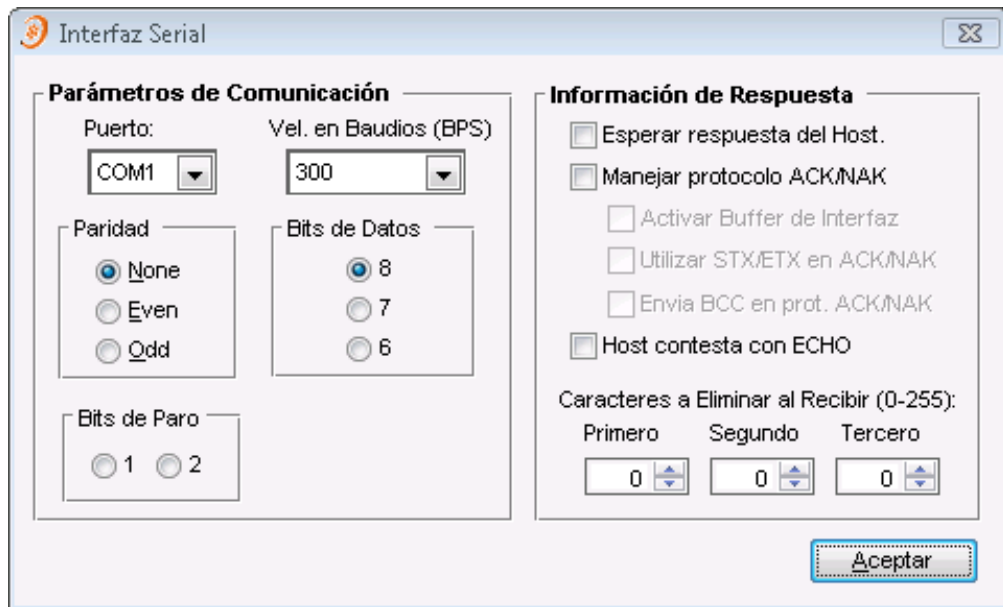 Interfaz Serial
Parámetros de Comunicación
Puerto:
Vel. en Baudios (BPS)
COM1
300
Paridad
None
Even
Odd
Bits de Datos
8
7
6
Bits de Paro
1
2
Información de Respuesta
Esperar respuesta del Host.
Manejar protocolo ACK/NAK
Activar Buffer de Interfaz
Utilizar STX/ETX en ACK/NAK
Envia BCC en prot. ACK/NAK
Host contesta con ECHO
Caracteres a Eliminar al Recibir (0-255):
Primero Segundo Tercero
0 0 0
Aceptar